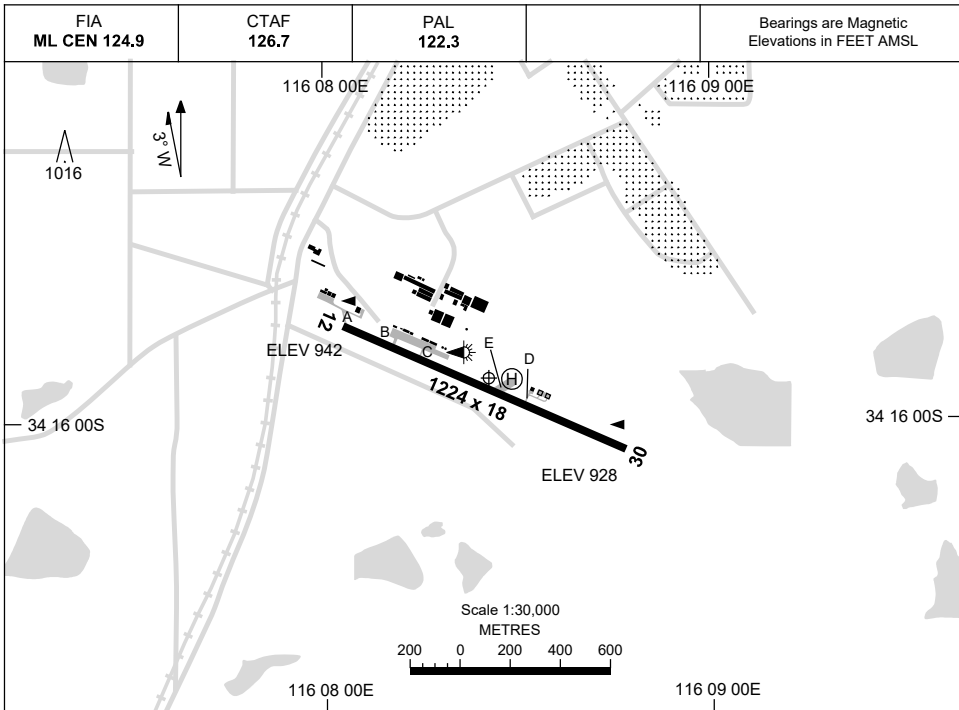 FIA
ML CEN 124.9
CTAF
126.7
PAL
122.3
Bearings are Magnetic
Elevations in FEET AMSL
116 08 00E
116 09 00E
3° W
1016
A
12
B
ELEV 942
C
E
D
H
1224 x 18
34 16 00S
34 16 00S
30
ELEV 928
Scale 1:30,000
METRES
200 0 200 400 600
116 08 00E
116 09 00E